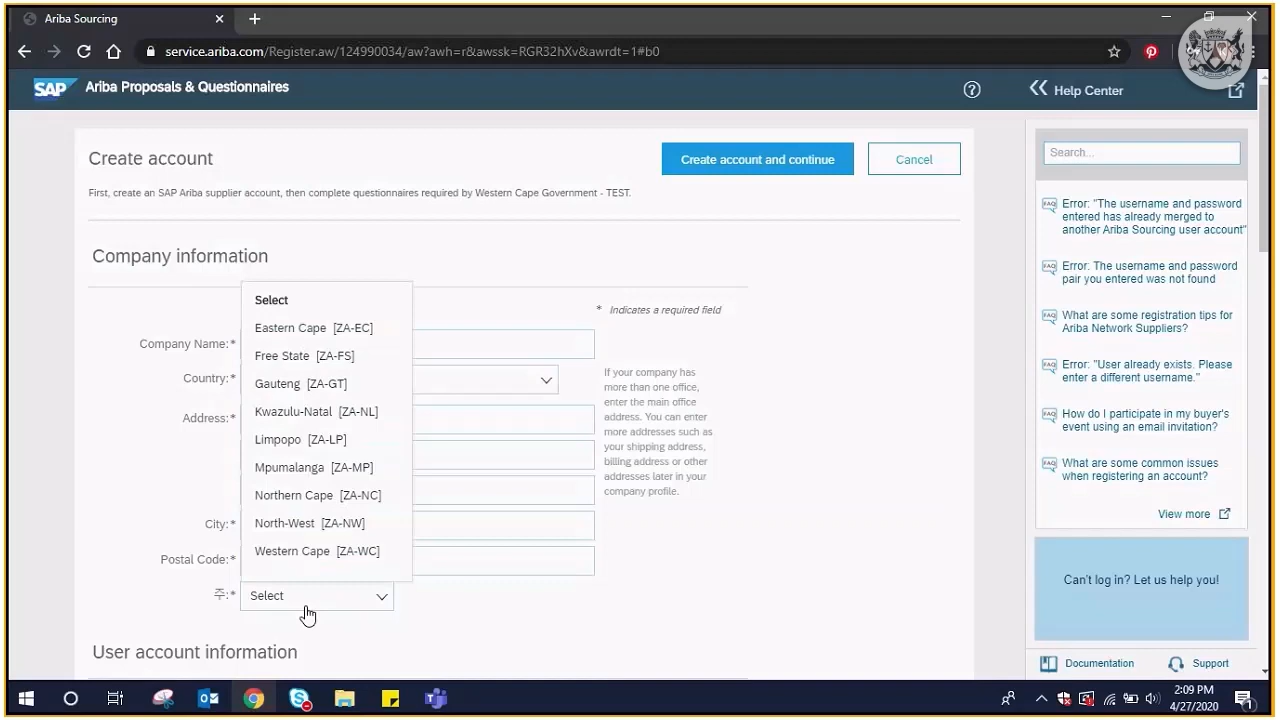 Ariba Sourcing
service.ariba.com/Register.aw/124990034/aw?awh=r&awssk=RGR32hXv&awrdt=1#b0
SAP
Ariba Proposals & Questionnaires
Help Center
Create account
Create account and continue
Cancel
First, create an SAP Ariba supplier account, then complete questionnaires required by Western Cape Government - TEST.
Company information
* Indicates a required field
Company Name:*
Country:*
Address:*
City:*
Postal Code:*
주:*
Select
Eastern Cape [ZA-EC]
Free State [ZA-FS]
Gauteng [ZA-GT]
Kwazulu-Natal [ZA-NL]
Limpopo [ZA-LP]
Mpumalanga [ZA-MP]
Northern Cape [ZA-NC]
North-West [ZA-NW]
Western Cape [ZA-WC]
Select
If your company has
more than one office,
enter the main office
address. You can enter
more addresses such as
your shipping address,
billing address or other
addresses later in your
company profile.
User account information
Search...
FAQ
Error: "The username and password
entered has already merged to
another Ariba Sourcing user account"
FAQ
Error: The username and password
pair you entered was not found
FAQ
What are some registration tips for
Ariba Network Suppliers?
FAQ
Error: "User already exists. Please
enter a different username."
FAQ
How do I participate in my buyer's
event using an email invitation?
FAQ
What are some common issues
when registering an account?
View more
Can't log in? Let us help you!
Documentation
Support
2:09 PM
4/27/2020
1